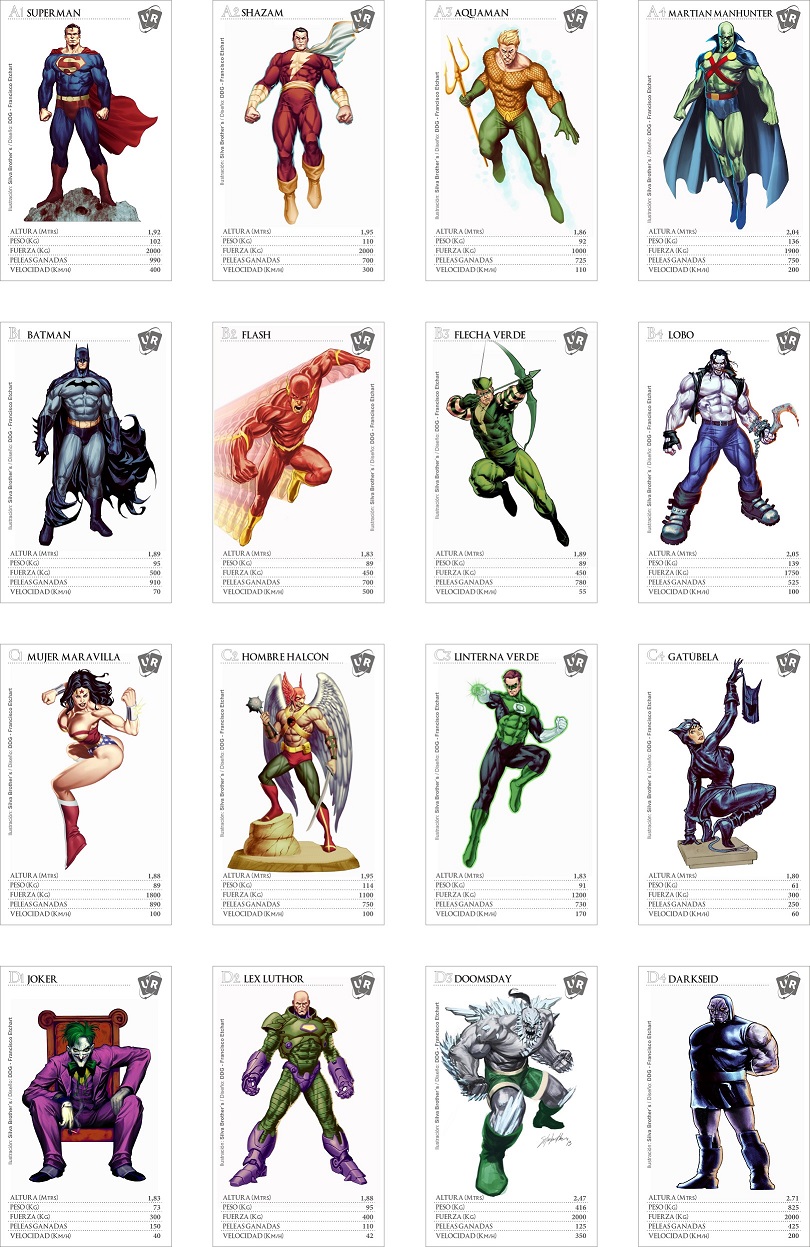 A1 SUPERMAN
UR
Ilustración: Silva Brother's / Diseño: DDG - Francisco Etchart
ALTURA (MTRS) 1,92
PESO (KG) 102
FUERZA (KG) 2000
PELEAS GANADAS 990
VELOCIDAD (KM/H) 400
A2 SHAZAM
UR
Ilustración: Silva Brother's / Diseño: DDG - Francisco Etchart
ALTURA (MTRS) 1,95
PESO (KG) 110
FUERZA (KG) 2000
PELEAS GANADAS 700
VELOCIDAD (KM/H) 300
A3 AQUAMAN
UR
Ilustración: Silva Brother's / Diseño: DDG - Francisco Etchart
ALTURA (MTRS) 1,86
PESO (KG) 92
FUERZA (KG) 1000
PELEAS GANADAS 725
VELOCIDAD (KM/H) 110
A4 MARTIAN MANHUNTER
UR
Ilustración: Silva Brother's / Diseño: DDG - Francisco Etchart
ALTURA (MTRS) 2,04
PESO (KG) 136
FUERZA (KG) 1900
PELEAS GANADAS 750
VELOCIDAD (KM/H) 200
B1 BATMAN
UR
Ilustración: Silva Brother's / Diseño: DDG - Francisco Etchart
ALTURA (MTRS) 1,89
PESO (KG) 95
FUERZA (KG) 500
PELEAS GANADAS 910
VELOCIDAD (KM/H) 70
B2 FLASH
UR
Ilustración: Silva Brother's / Diseño: DDG - Francisco Etchart
ALTURA (MTRS) 1,83
PESO (KG) 89
FUERZA (KG) 450
PELEAS GANADAS 700
VELOCIDAD (KM/H) 500
B3 FLECHA VERDE
UR
Ilustración: Silva Brother's / Diseño: DDG - Francisco Etchart
ALTURA (MTRS) 1,89
PESO (KG) 89
FUERZA (KG) 450
PELEAS GANADAS 780
VELOCIDAD (KM/H) 55
B4 LOBO
UR
Ilustración: Silva Brother's / Diseño: DDG - Francisco Etchart
ALTURA (MTRS) 2,05
PESO (KG) 139
FUERZA (KG) 1750
PELEAS GANADAS 525
VELOCIDAD (KM/H) 100
C1 MUJER MARAVILLA
UR
Ilustración: Silva Brother's / Diseño: DDG - Francisco Etchart
ALTURA (MTRS) 1,88
PESO (KG) 89
FUERZA (KG) 1800
PELEAS GANADAS 890
VELOCIDAD (KM/H) 100
C2 HOMBRE HALCÓN
UR
Ilustración: Silva Brother's / Diseño: DDG - Francisco Etchart
ALTURA (MTRS) 1,95
PESO (KG) 114
FUERZA (KG) 1100
PELEAS GANADAS 750
VELOCIDAD (KM/H) 100
C3 LINTERNA VERDE
UR
Ilustración: Silva Brother's / Diseño: DDG - Francisco Etchart
ALTURA (MTRS) 1,83
PESO (KG) 91
FUERZA (KG) 1200
PELEAS GANADAS 730
VELOCIDAD (KM/H) 170
C4 GATÚBELA
UR
Ilustración: Silva Brother's / Diseño: DDG - Francisco Etchart
ALTURA (MTRS) 1,80
PESO (KG) 61
FUERZA (KG) 300
PELEAS GANADAS 250
VELOCIDAD (KM/H) 60
D1 JOKER
UR
Ilustración: Silva Brother's / Diseño: DDG - Francisco Etchart
ALTURA (MTRS) 1,83
PESO (KG) 73
FUERZA (KG) 300
PELEAS GANADAS 150
VELOCIDAD (KM/H) 40
D2 LEX LUTHOR
UR
Ilustración: Silva Brother's / Diseño: DDG - Francisco Etchart
ALTURA (MTRS) 1,88
PESO (KG) 95
FUERZA (KG) 400
PELEAS GANADAS 110
VELOCIDAD (KM/H) 42
D3 DOOMSDAY
UR
Ilustración: Silva Brother's / Diseño: DDG - Francisco Etchart
ALTURA (MTRS) 2,47
PESO (KG) 416
FUERZA (KG) 2000
PELEAS GANADAS 125
VELOCIDAD (KM/H) 350
D4 DARKSEID
UR
Ilustración: Silva Brother's / Diseño: DDG - Francisco Etchart
ALTURA (MTRS) 2.71
PESO (KG) 825
FUERZA (KG) 2000
PELEAS GANADAS 425
VELOCIDAD (KM/H) 200